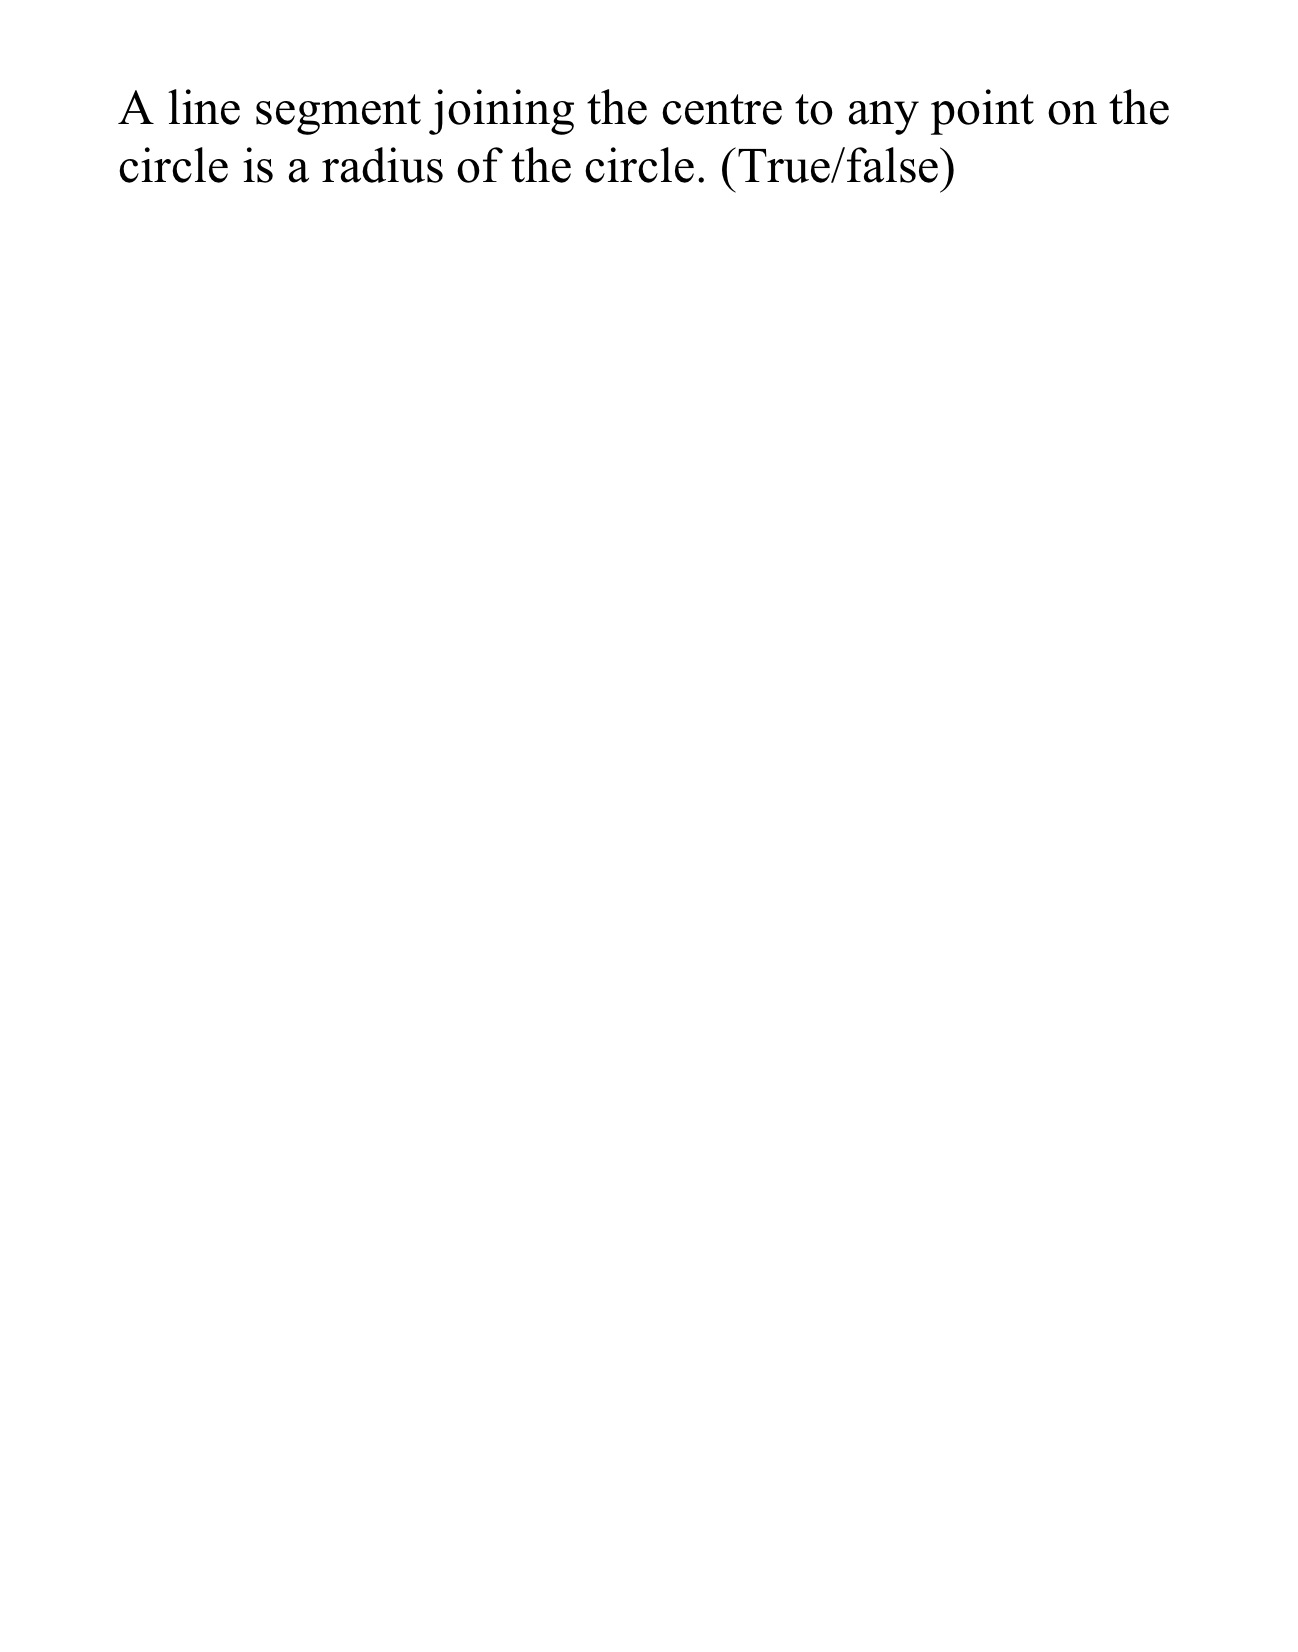 A line segment joining the centre to any point on the
circle is a radius of the circle. (True/false)